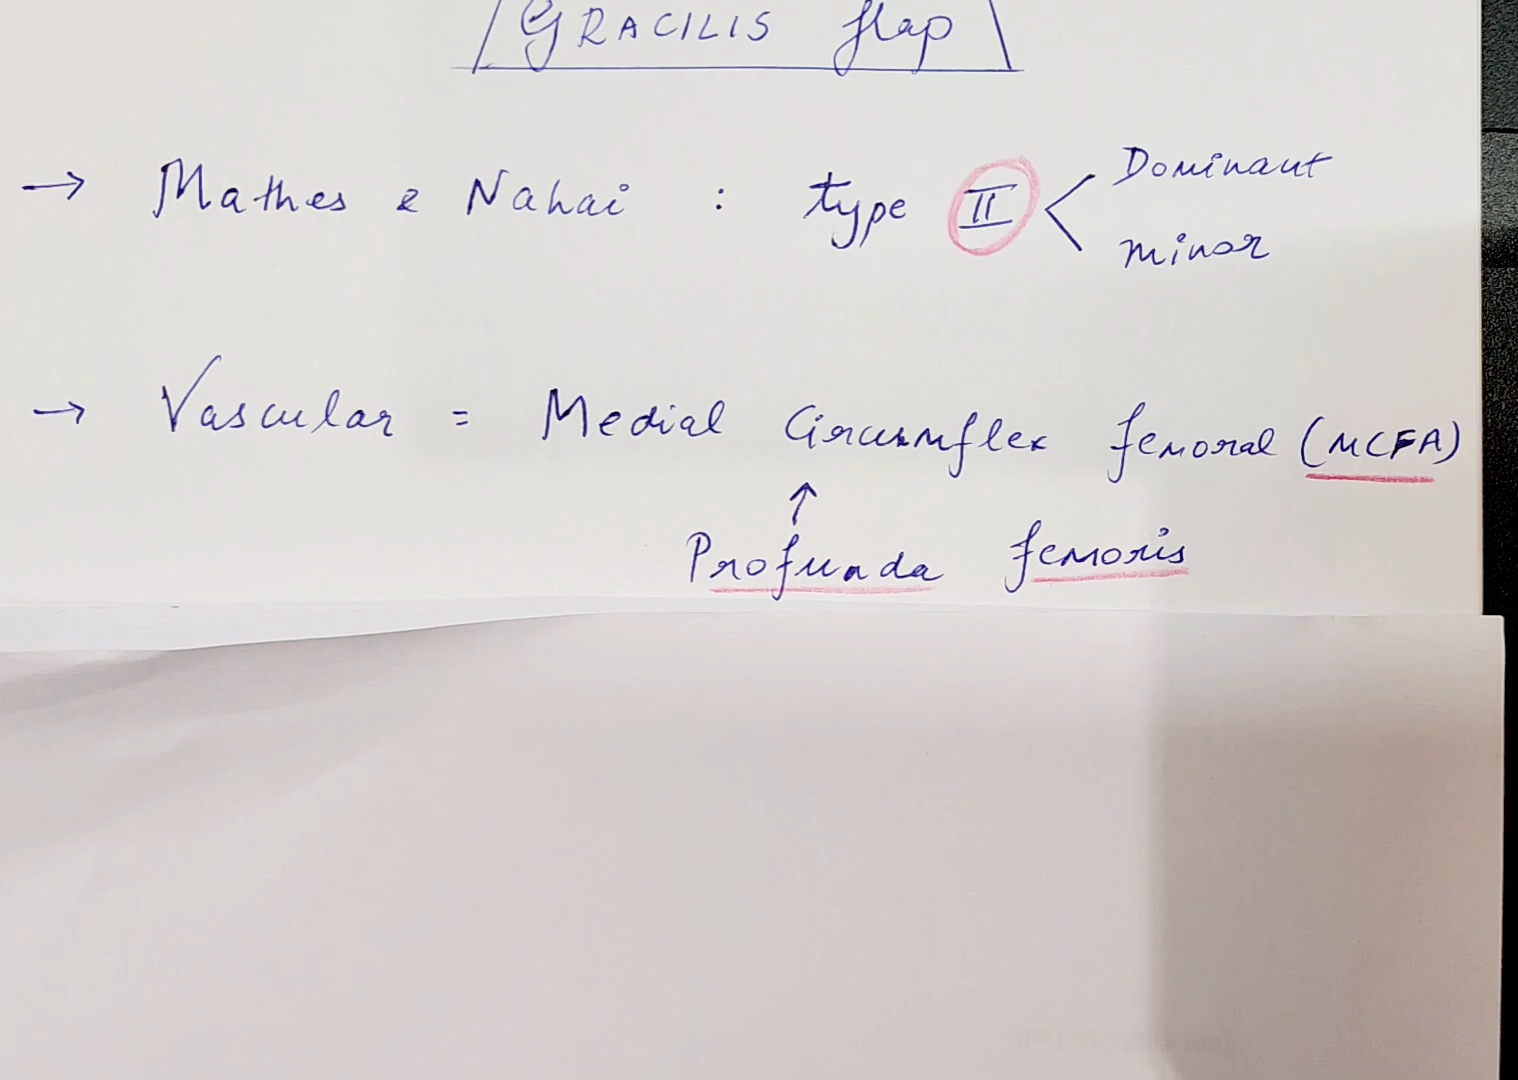 GRACILIS flap
→ Mathes & Nahai : type II < Dominant
minor
→ Vascular = Medial Circumflex femoral (MCFA)
↑
Profunda femoris